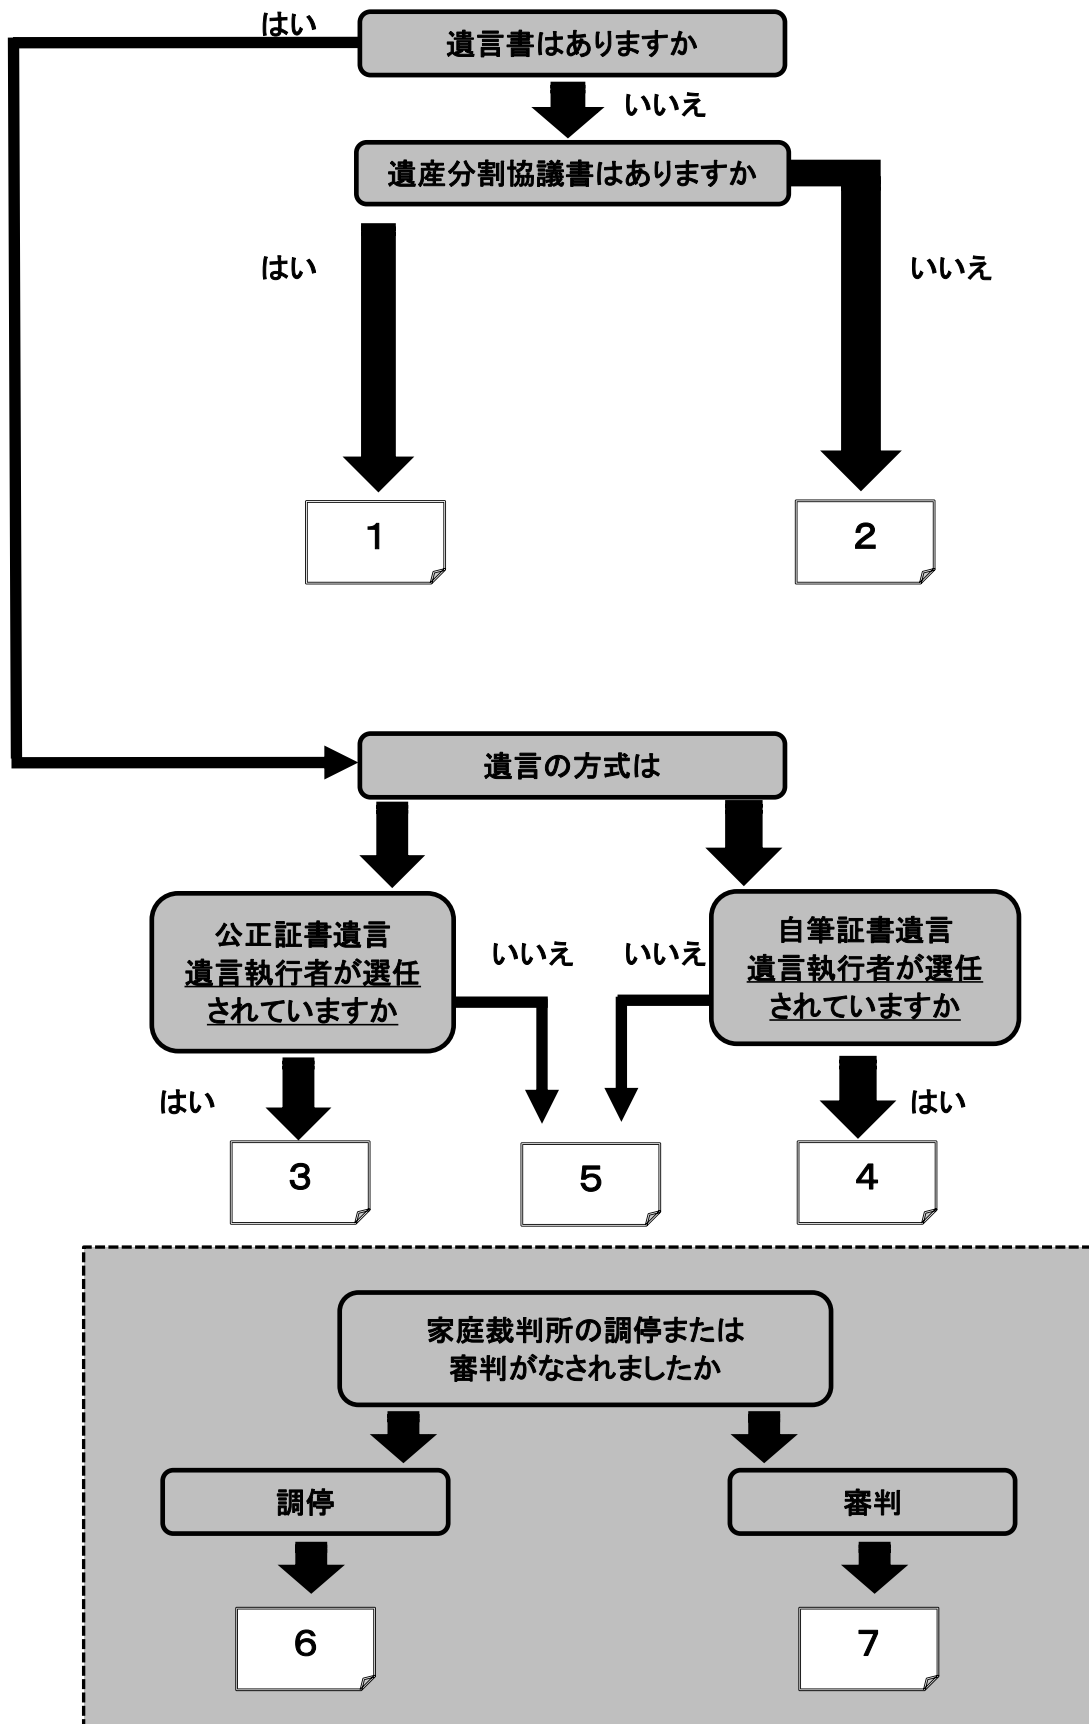 はい
遺言書はありますか
いいえ
遺産分割協議書はありますか
はい
いいえ
1
2
遺言の方式は
公正証書遺言
遺言執行者が選任
されていますか
いいえ
いいえ
自筆証書遺言
遺言執行者が選任
されていますか
はい
はい
3
5
4
家庭裁判所の調停または
審判がなされましたか
調停
審判
6
7